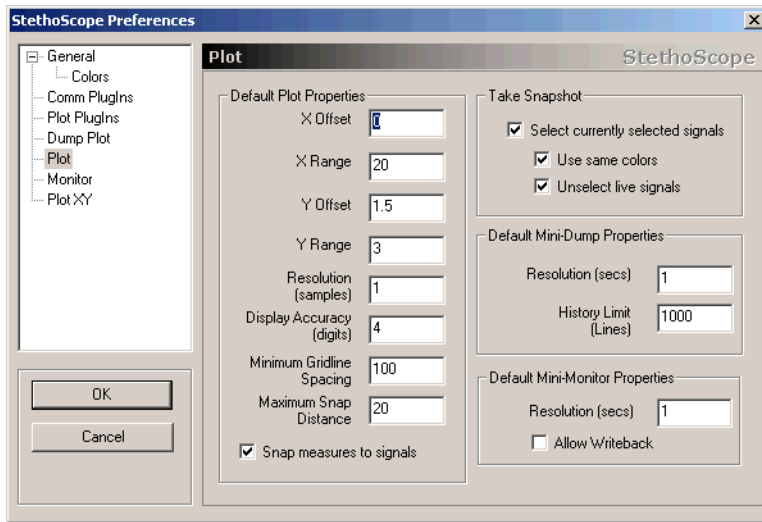 StethoScope Preferences
General
Colors
Comm PlugIns
Plot PlugIns
Dump Plot
Plot
Monitor
Plot XY
OK
Cancel
Plot
StethoScope
Default Plot Properties
X Offset 0
X Range 20
Y Offset 1.5
Y Range 3
Resolution
(samples) 1
Display Accuracy
(digits) 4
Minimum Gridline
Spacing 100
Maximum Snap
Distance 20
Snap measures to signals
Take Snapshot
Select currently selected signals
Use same colors
Unselect live signals
Default Mini-Dump Properties
Resolution (secs) 1
History Limit
(Lines) 1000
Default Mini-Monitor Properties
Resolution (secs) 1
Allow Writeback